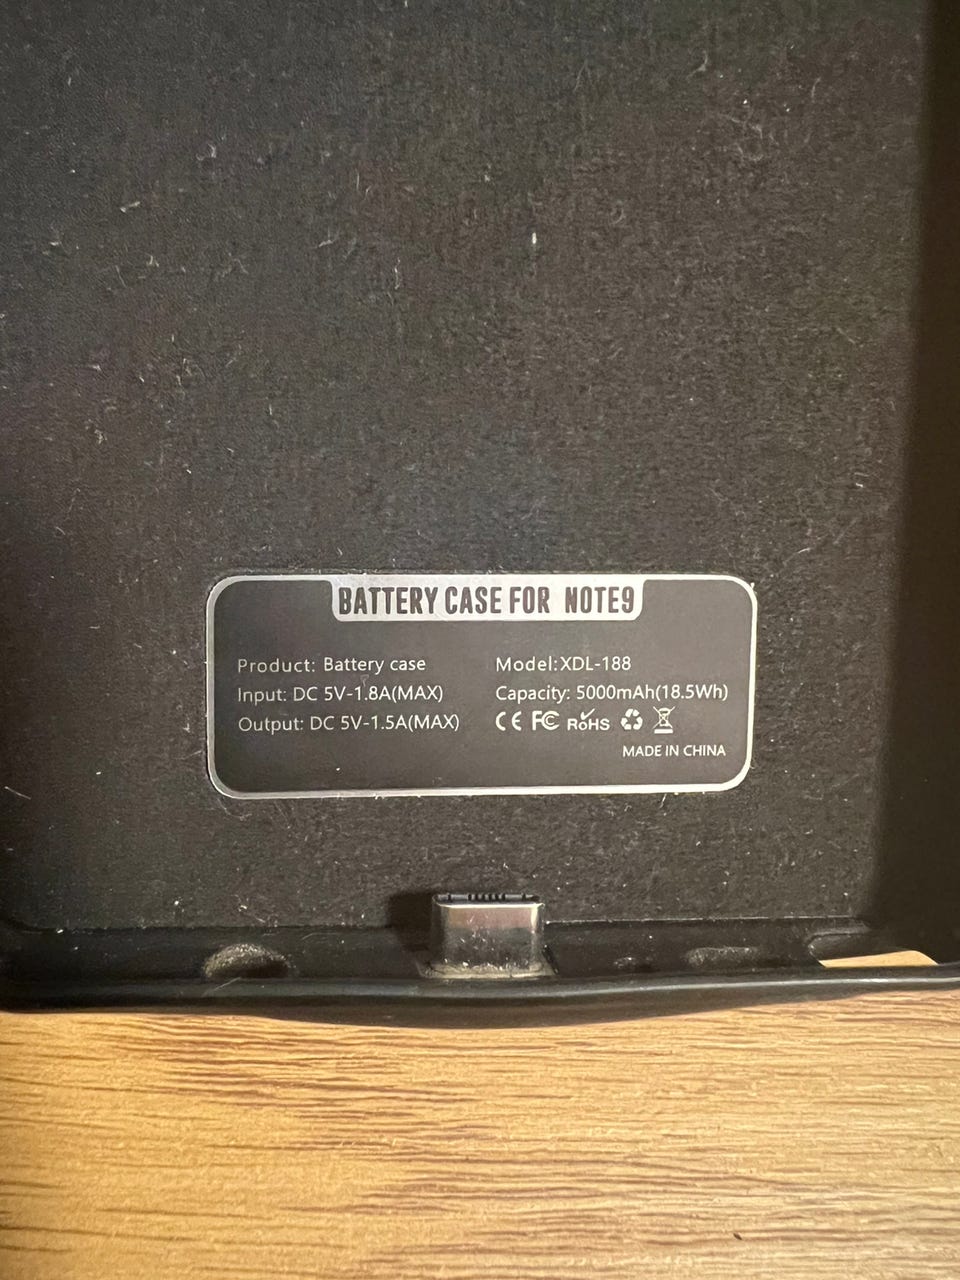 BATTERY CASE FOR NOTE9
Product: Battery case
Model:XDL-188
Input: DC 5V-1.8A(MAX)
Capacity: 5000mAh(18.5Wh)
Output: DC 5V-1.5A(MAX)
CE FC RoHS
MADE IN CHINA